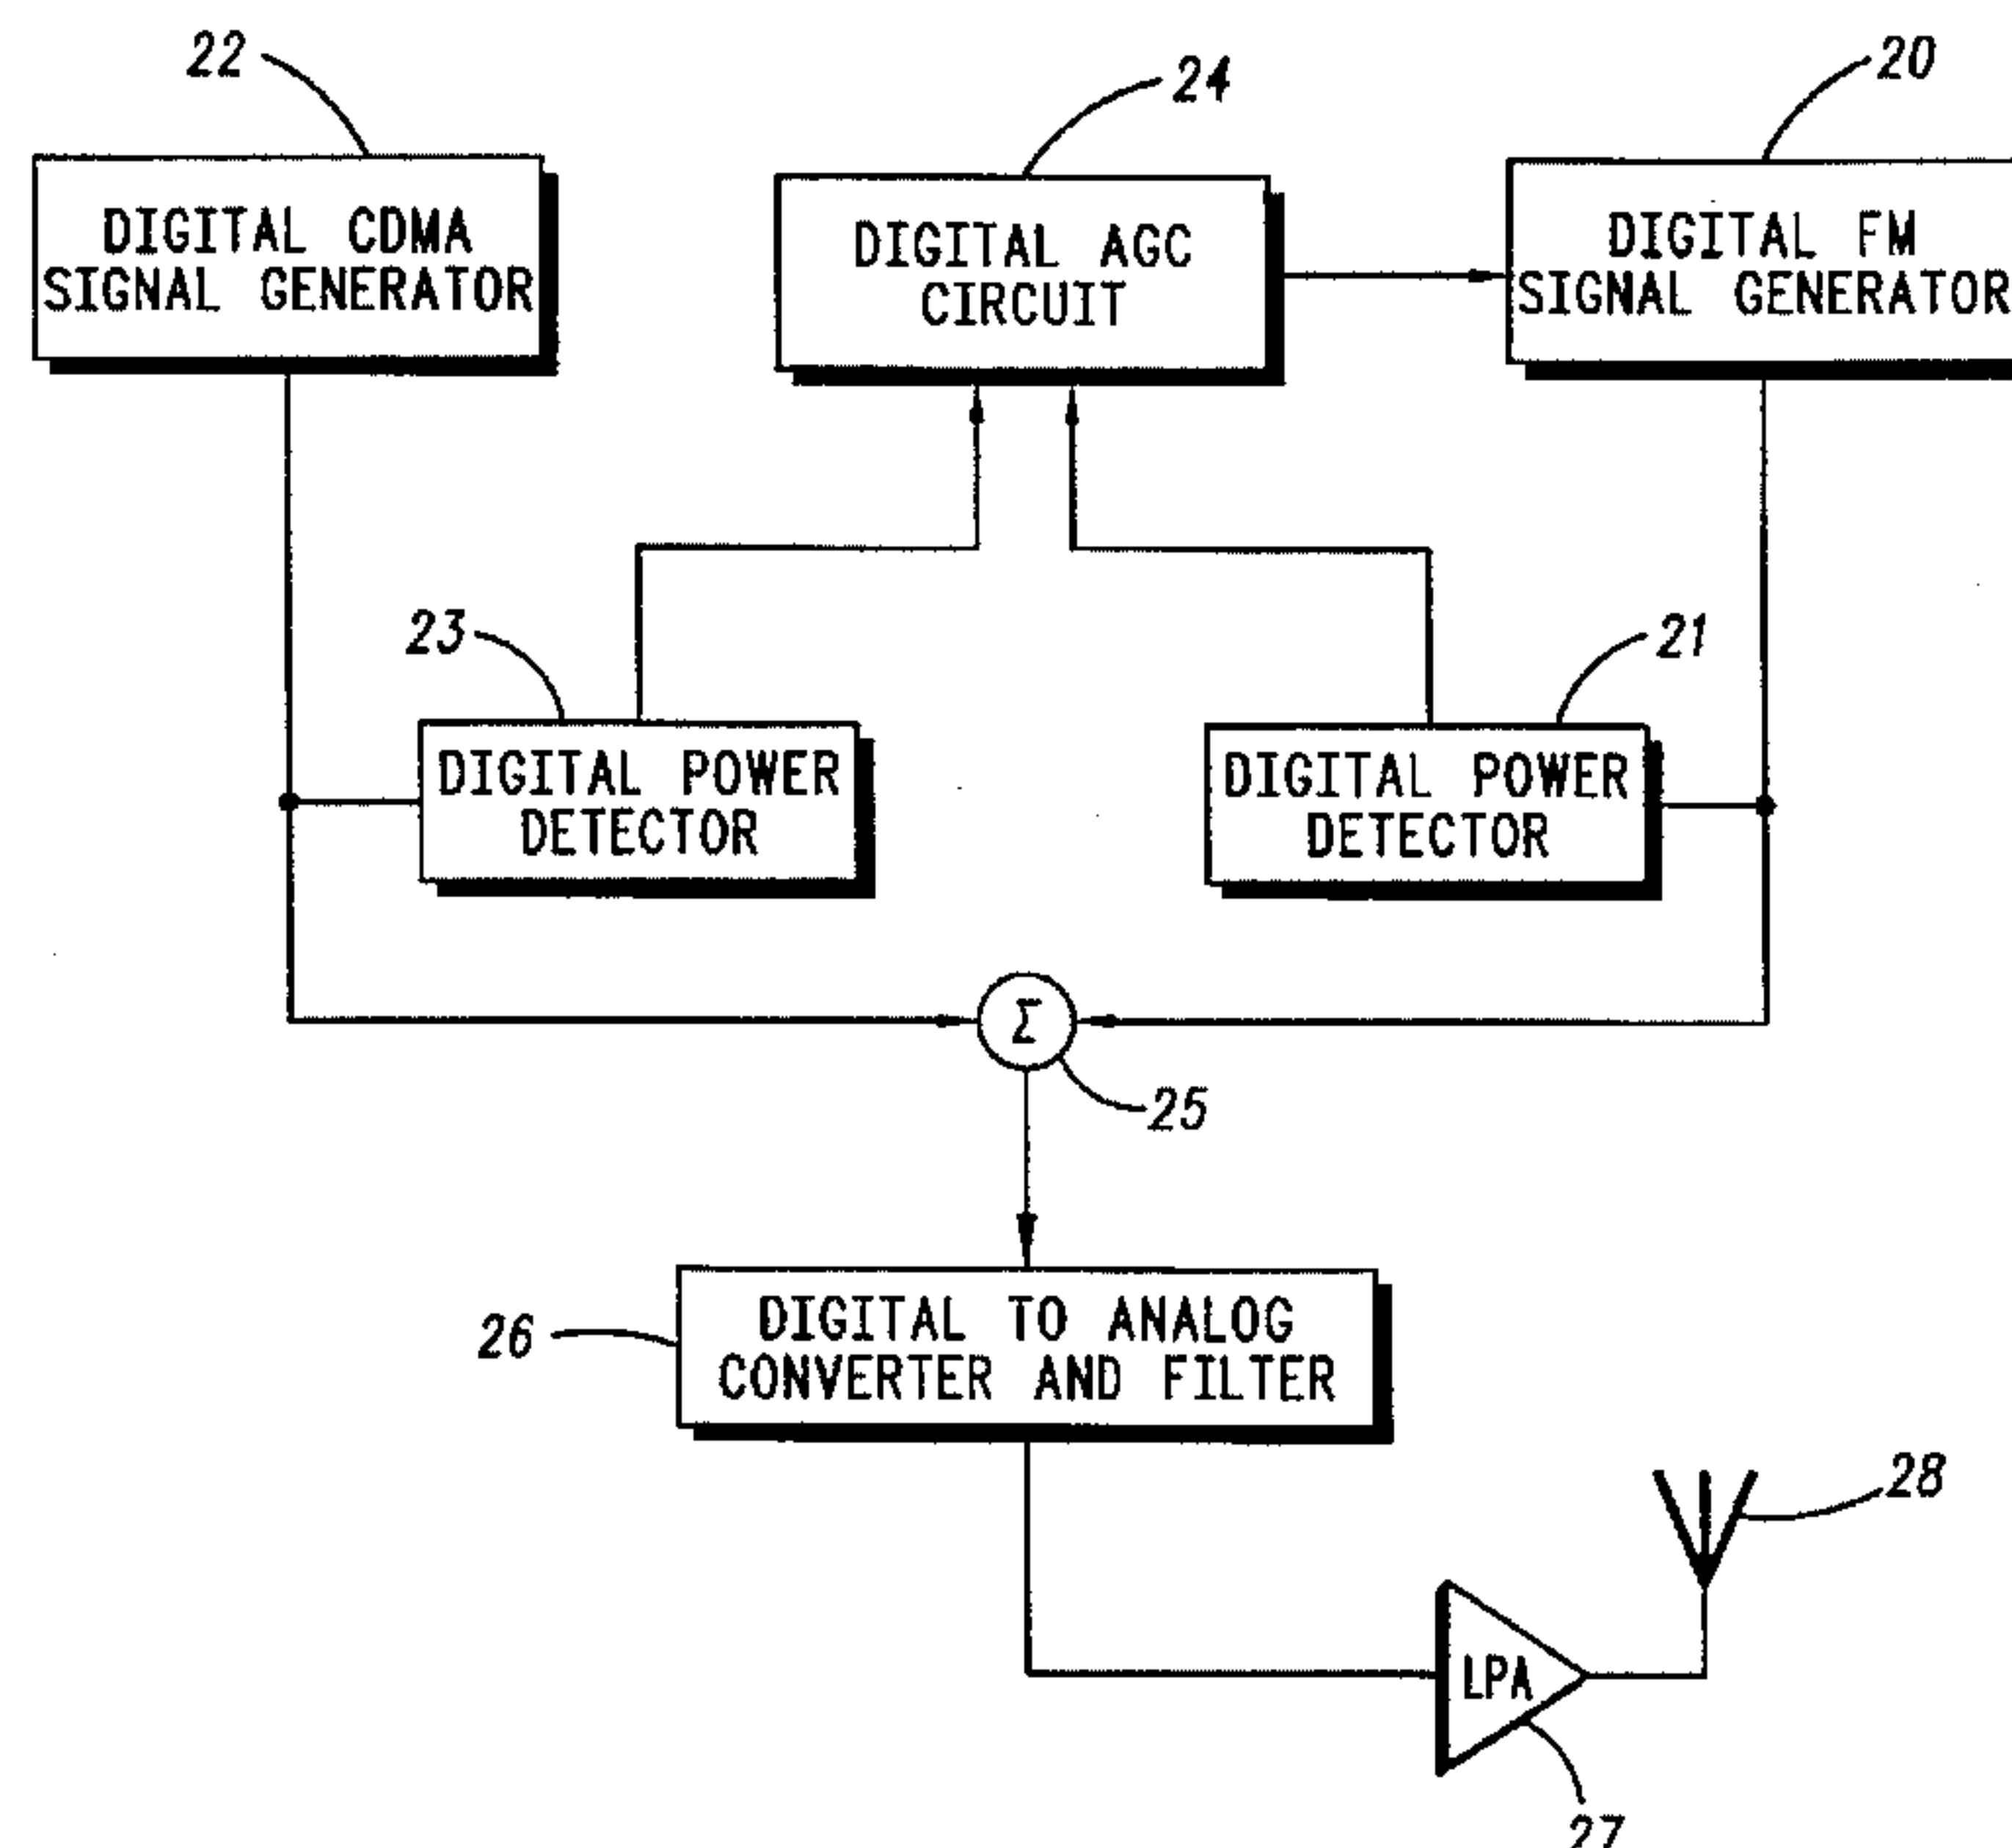 22
24
20
DIGITAL CDMA
SIGNAL GENERATOR
DIGITAL AGC
CIRCUIT
DIGITAL FM
SIGNAL GENERATOR
23
21
DIGITAL POWER
DETECTOR
DIGITAL POWER
DETECTOR
Σ
25
26
DIGITAL TO ANALOG
CONVERTER AND FILTER
28
LPA
27